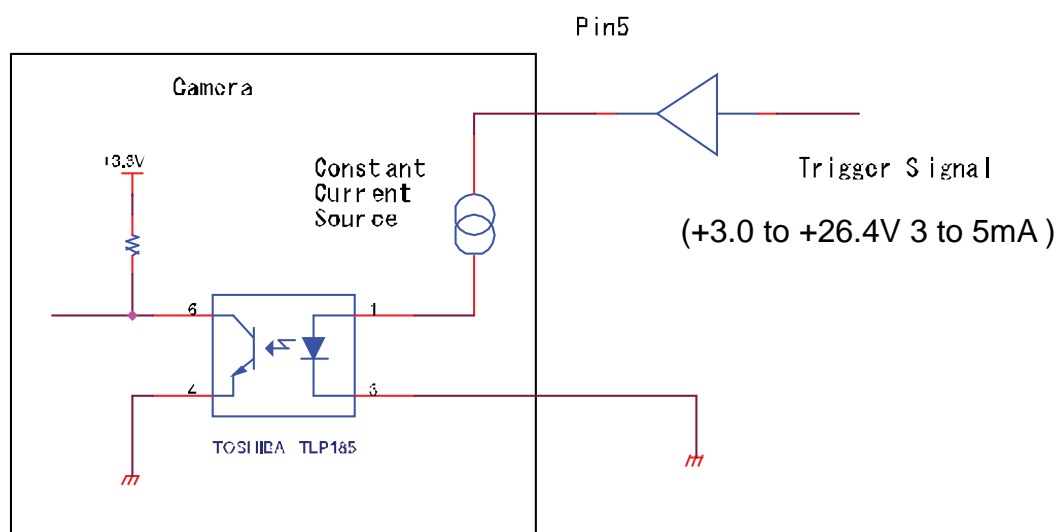 Pin5
Camera
+3.3V
Constant
Current
Source
Trigger Signal
(+3.0 to +26.4V 3 to 5mA )
6
1
4
3
TOSHIBA TLP185